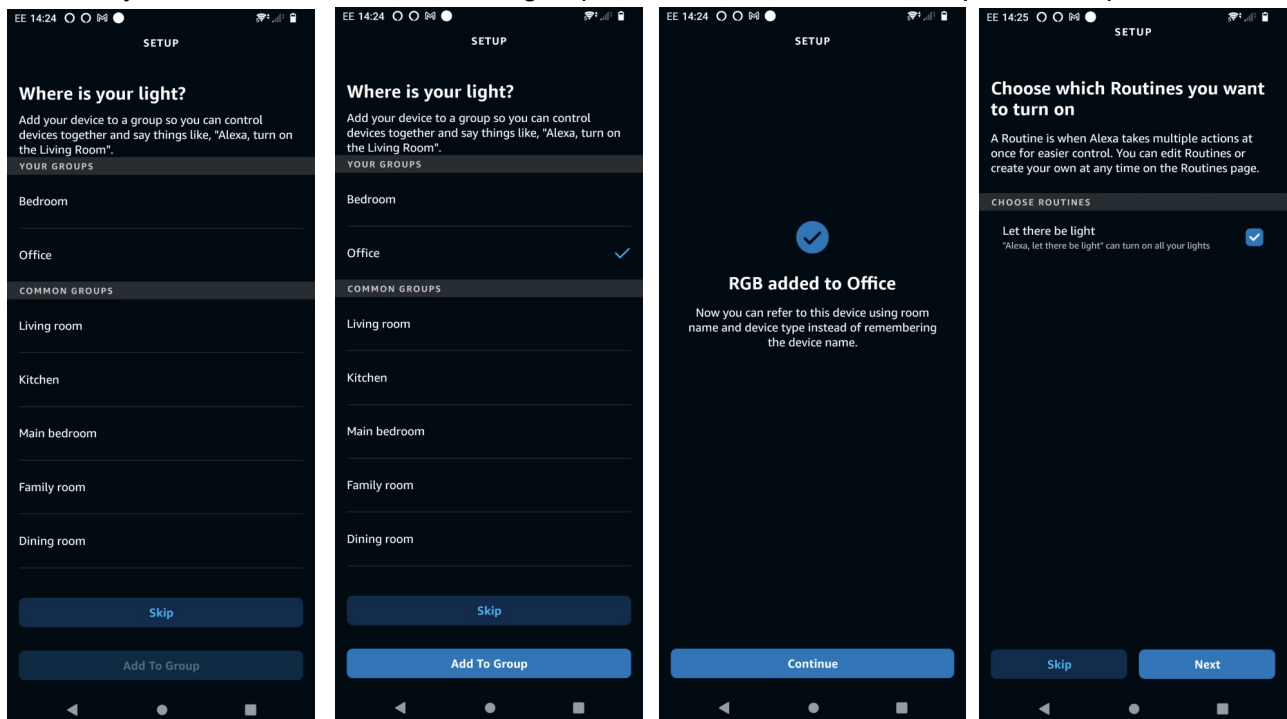 EE 14:24
SETUP
Where is your light?
Add your device to a group so you can control
devices together and say things like, "Alexa, turn on
the Living Room".
YOUR GROUPS
Bedroom
Office
COMMON GROUPS
Living room
Kitchen
Main bedroom
Family room
Dining room
Skip
Add To Group
EE 14:24
SETUP
Where is your light?
Add your device to a group so you can control
devices together and say things like, "Alexa, turn on
the Living Room".
YOUR GROUPS
Bedroom
Office
COMMON GROUPS
Living room
Kitchen
Main bedroom
Family room
Dining room
Skip
Add To Group
EE 14:24
SETUP
RGB added to Office
Now you can refer to this device using room
name and device type instead of remembering
the device name.
Continue
EE 14:25
SETUP
Choose which Routines you want
to turn on
A Routine is when Alexa takes multiple actions at
once for easier control. You can edit Routines or
create your own at any time on the Routines page.
CHOOSE ROUTINES
Let there be light
"Alexa, let there be light" can turn on all your lights
Skip
Next